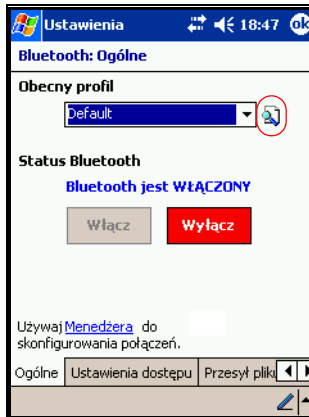 Ustawienia 18:47 ok
Bluetooth: Ogólne
Obecny profil
Default
Status Bluetooth
Bluetooth jest WŁĄCZONY
Włącz Wyłącz
Używaj Menedżera do
skonfigurowania połączeń.
Ogólne Ustawienia dostępu Przesył pliku